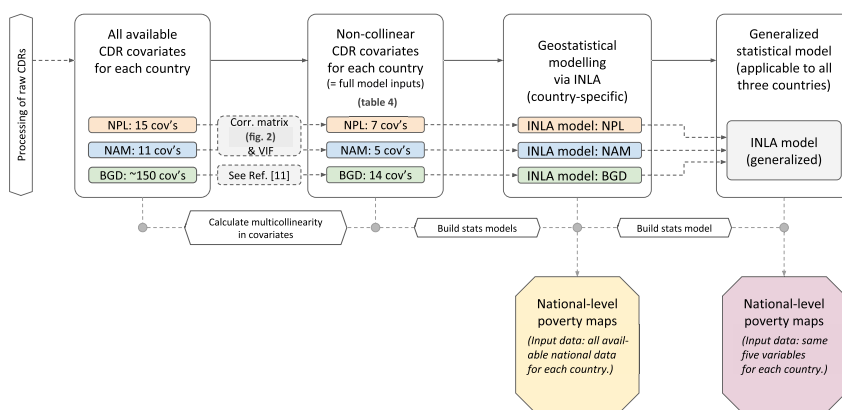 Processing of raw CDRs
All available
CDR covariates
for each country
NPL: 15 cov's
NAM: 11 cov's
BGD: ~150 cov's
Corr. matrix
(fig. 2)
& VIF
See Ref. [11]
Non-collinear
CDR covariates
for each country
(= full model inputs)
(table 4)
NPL: 7 cov's
NAM: 5 cov's
BGD: 14 cov's
Geostatistical
modelling
via INLA
(country-specific)
INLA model: NPL
INLA model: NAM
INLA model: BGD
Generalized
statistical model
(applicable to all
three countries)
INLA model
(generalized)
Calculate multicollinearity
in covariates
Build stats models
Build stats model
National-level
poverty maps
(Input data: all avail-
able national data
for each country.)
National-level
poverty maps
(Input data: same
five variables
for each country.)